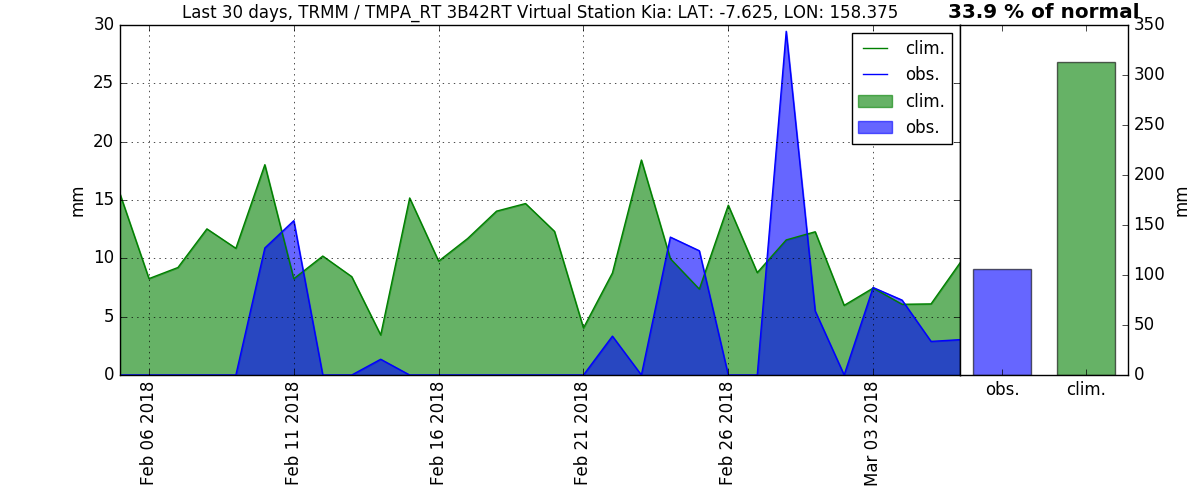 Last 30 days, TRMM / TMPA_RT 3B42RT Virtual Station Kia: LAT: -7.625, LON: 158.375
33.9 % of normal
30
25
20
15
10
5
0
mm
clim.
obs.
clim.
obs.
Feb 06 2018
Feb 11 2018
Feb 16 2018
Feb 21 2018
Feb 26 2018
Mar 03 2018
350
300
250
200
150
100
50
0
mm
obs.
clim.